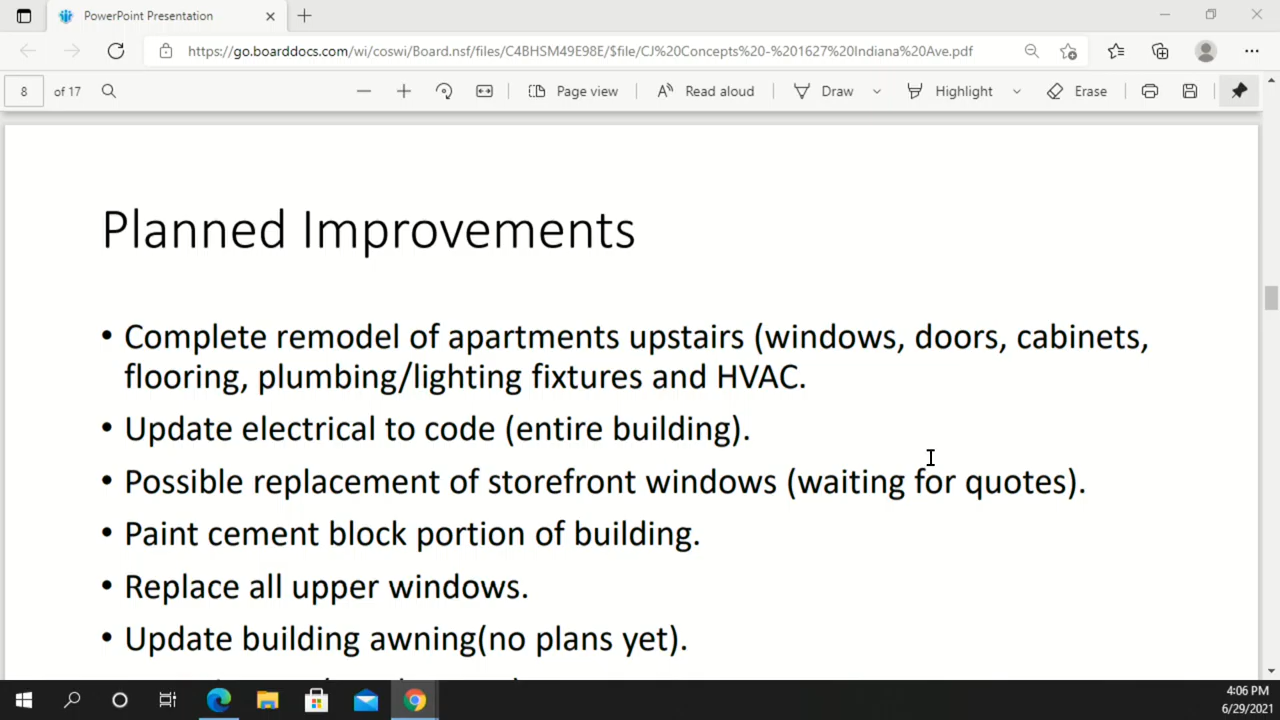 PowerPoint Presentation
https://go.boarddocs.com/wi/coswi/Board.nsf/files/C4BHSM49E98E/$file/CJ%20Concepts%20-%201627%20Indiana%20Ave.pdf
8 of 17 Page view Read aloud Draw Highlight Erase
Planned Improvements
• Complete remodel of apartments upstairs (windows, doors, cabinets,
flooring, plumbing/lighting fixtures and HVAC.
• Update electrical to code (entire building).
• Possible replacement of storefront windows (waiting for quotes).
• Paint cement block portion of building.
• Replace all upper windows.
• Update building awning(no plans yet).
4:06 PM
6/29/2021